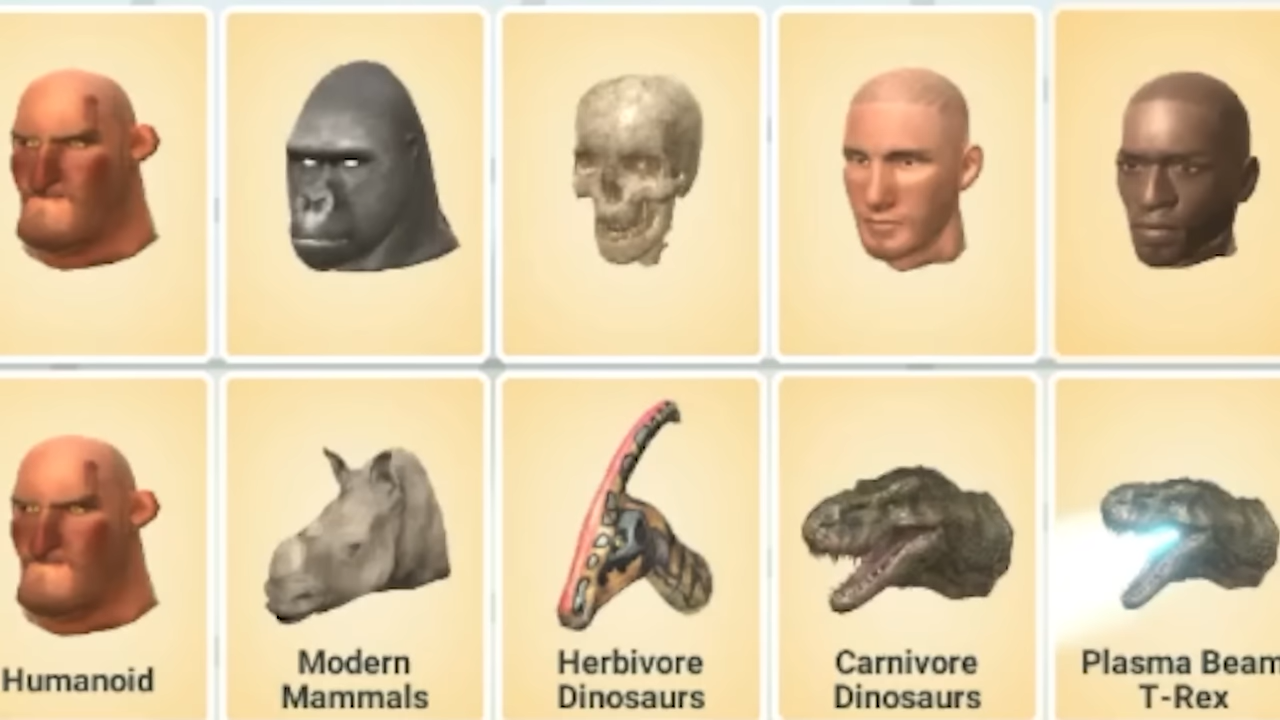 Humanoid
Modern
Mammals
Herbivore
Dinosaurs
Carnivore
Dinosaurs
Plasma Beam
T-Rex